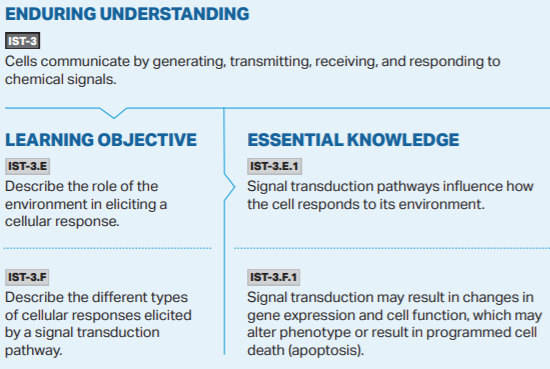 ENDURING UNDERSTANDING
IST-3
Cells communicate by generating, transmitting, receiving, and responding to
chemical signals.
LEARNING OBJECTIVE
IST-3.E
Describe the role of the
environment in eliciting a
cellular response.
ESSENTIAL KNOWLEDGE
IST-3.E.1
Signal transduction pathways influence how
the cell responds to its environment.
IST-3.F
Describe the different types
of cellular responses elicited
by a signal transduction
pathway.
IST-3.F.1
Signal transduction may result in changes in
gene expression and cell function, which may
alter phenotype or result in programmed cell
death (apoptosis).